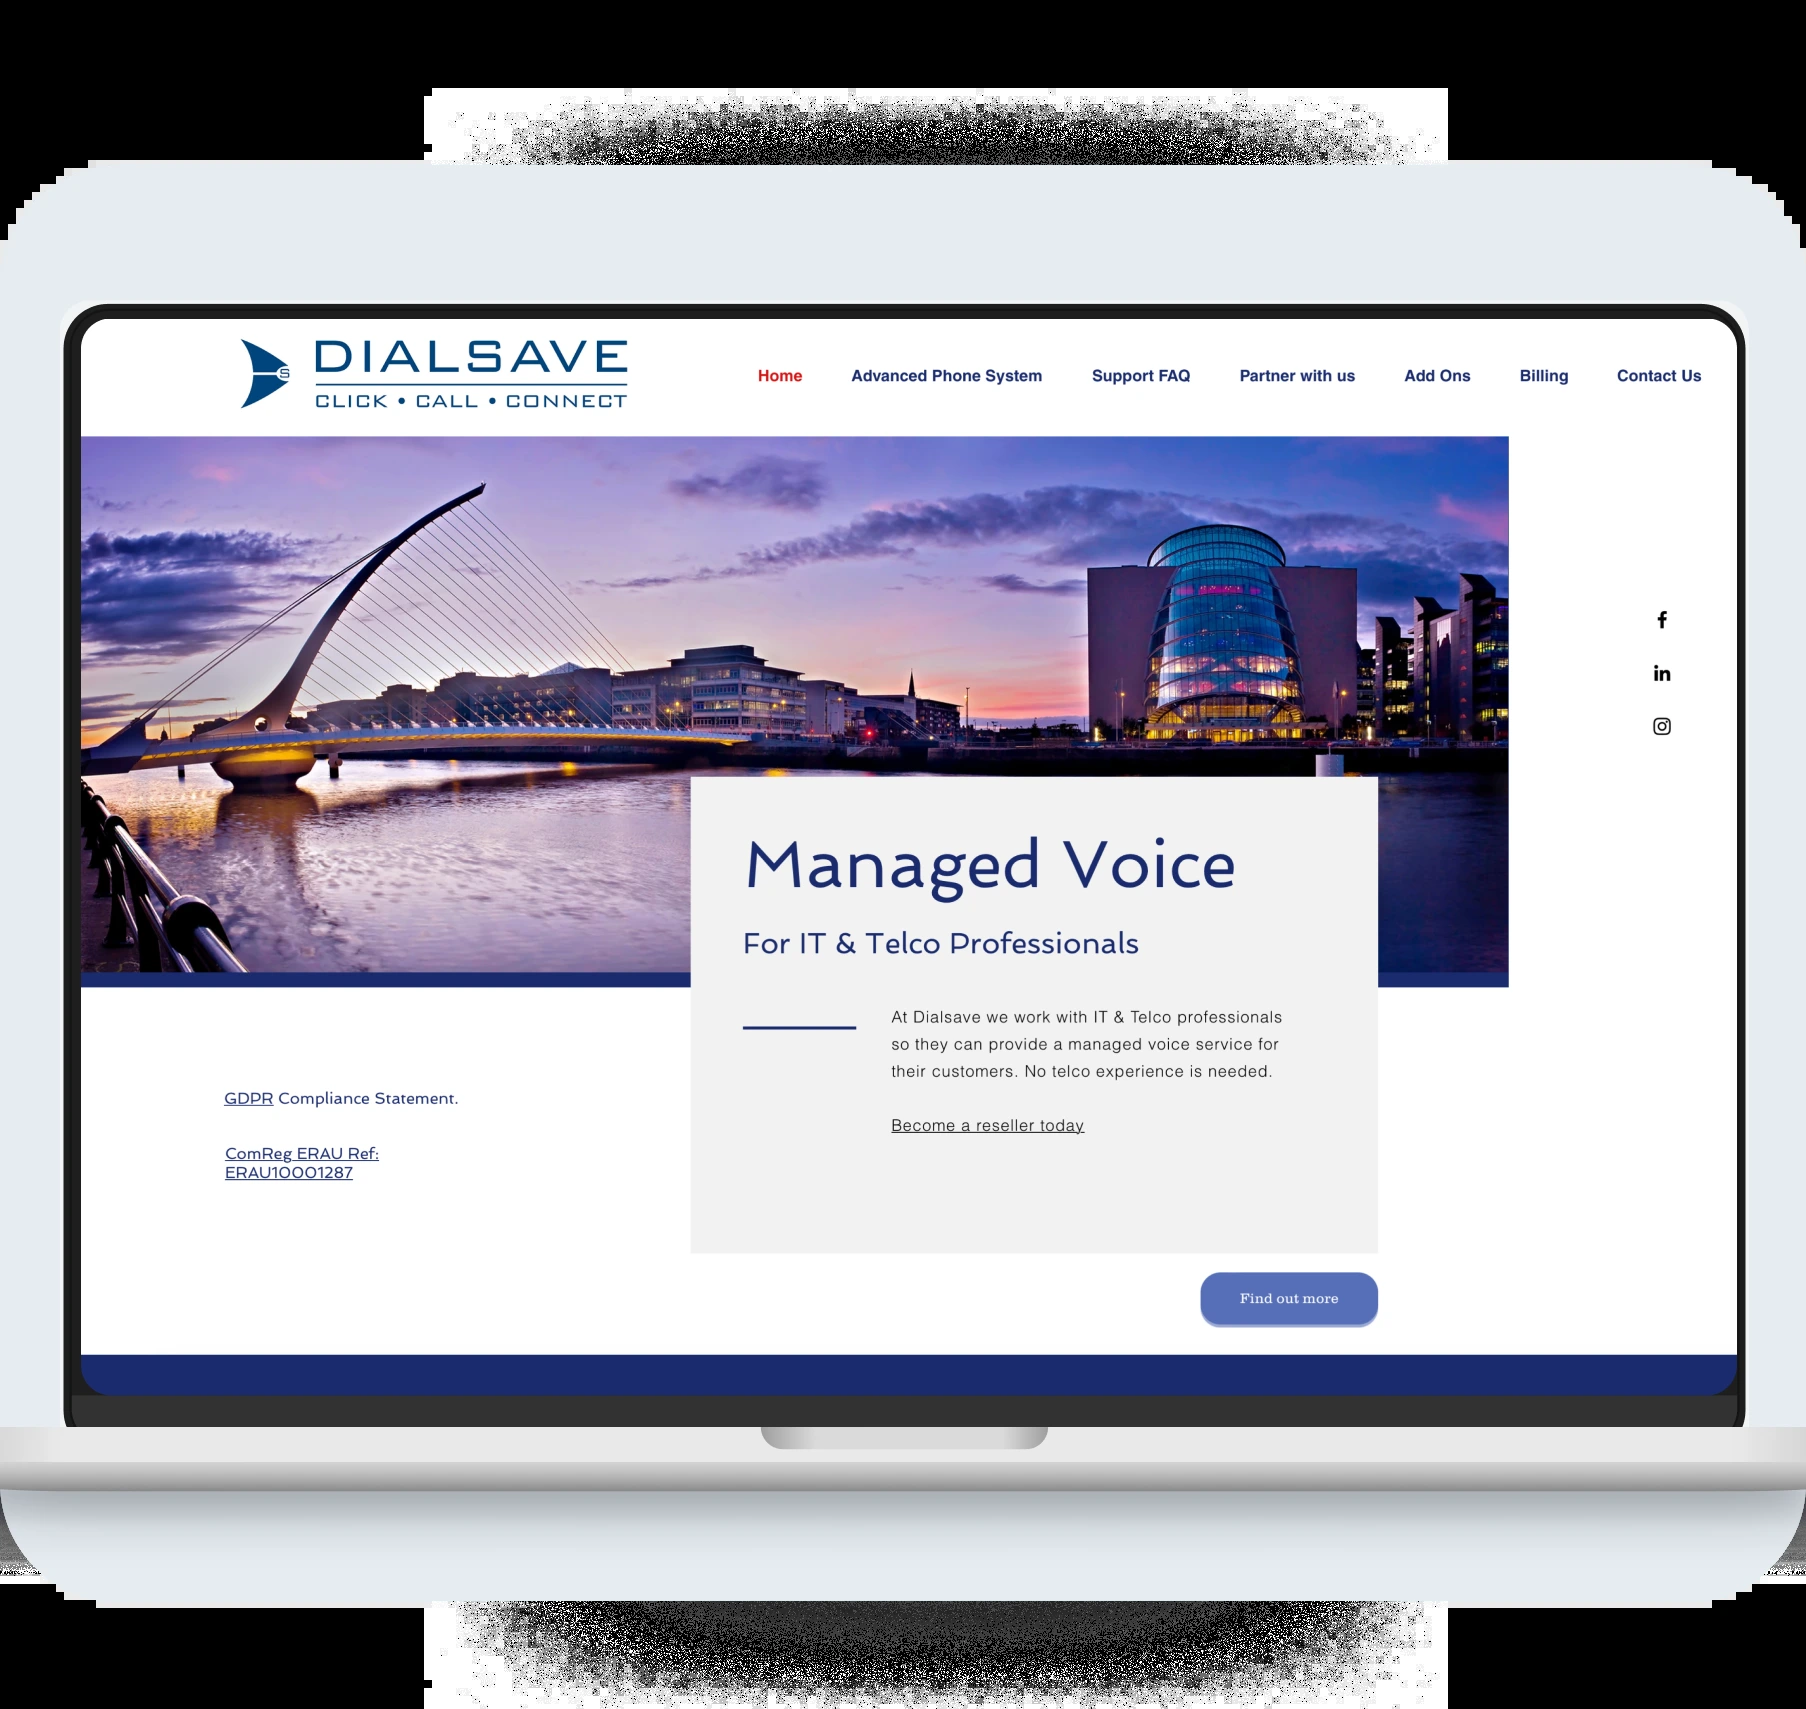 DIALSAVE
CLICK • CALL • CONNECT
S
Home Advanced Phone System Support FAQ Partner with us Add Ons Billing Contact Us
f
in
Managed Voice
For IT & Telco Professionals
At Dialsave we work with IT & Telco professionals
so they can provide a managed voice service for
their customers. No telco experience is needed.
Become a reseller today
GDPR Compliance Statement.
ComReg ERAU Ref:
ERAU10001287
Find out more